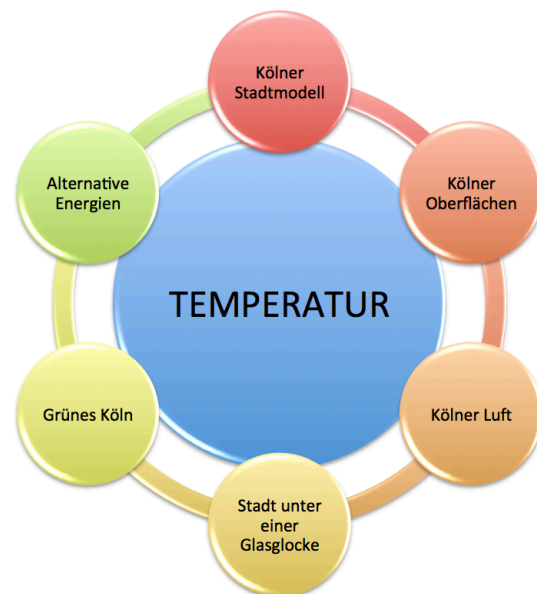 Kölner
Stadtmodell
Kölner
Oberflächen
Kölner Luft
Stadt unter
einer
Glasglocke
Grünes Köln
Alternative
Energien
TEMPERATUR